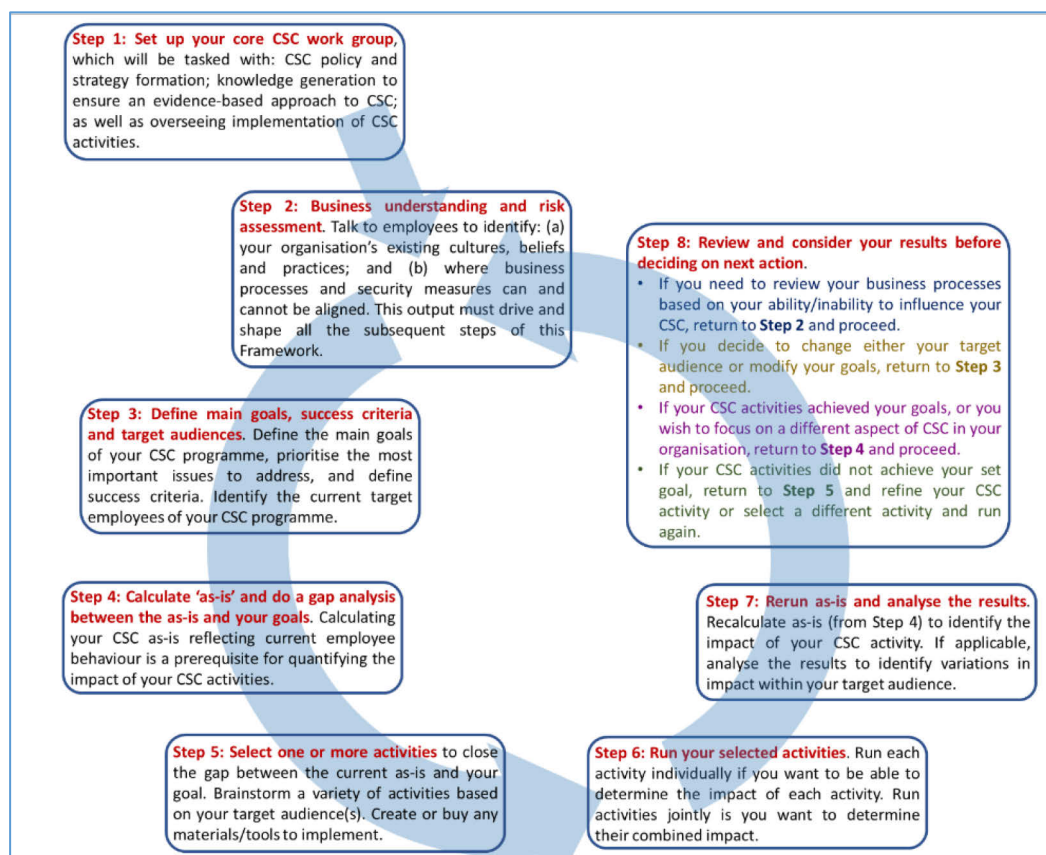 Step 1: Set up your core CSC work group,
which will be tasked with: CSC policy and
strategy formation; knowledge generation to
ensure an evidence-based approach to CSC;
as well as overseeing implementation of CSC
activities.
Step 2: Business understanding and risk
assessment. Talk to employees to identify: (a)
your organisation's existing cultures, beliefs
and practices; and (b) where business
processes and security measures can and
cannot be aligned. This output must drive and
shape all the subsequent steps of this
Framework.
Step 3: Define main goals, success criteria
and target audiences. Define the main goals
of your CSC programme, prioritise the most
important issues to address, and define
success criteria. Identify the current target
employees of your CSC programme.
Step 4: Calculate 'as-is' and do a gap analysis
between the as-is and your goals. Calculating
your CSC as-is reflecting current employee
behaviour is a prerequisite for quantifying the
impact of your CSC activities.
Step 5: Select one or more activities to close
the gap between the current as-is and your
goal. Brainstorm a variety of activities based
on your target audience(s). Create or buy any
materials/tools to implement.
Step 6: Run your selected activities. Run each
activity individually if you want to be able to
determine the impact of each activity. Run
activities jointly is you want to determine
their combined impact.
Step 7: Rerun as-is and analyse the results.
Recalculate as-is (from Step 4) to identify the
impact of your CSC activity. If applicable,
analyse the results to identify variations in
impact within your target audience.
Step 8: Review and consider your results before
deciding on next action.
• If you need to review your business processes
based on your ability/inability to influence your
CSC, return to Step 2 and proceed.
• If you decide to change either your target
audience or modify your goals, return to Step 3
and proceed.
• If your CSC activities achieved your goals, or you
wish to focus on a different aspect of CSC in your
organisation, return to Step 4 and proceed.
• If your CSC activities did not achieve your set
goal, return to Step 5 and refine your CSC
activity or select a different activity and run
again.